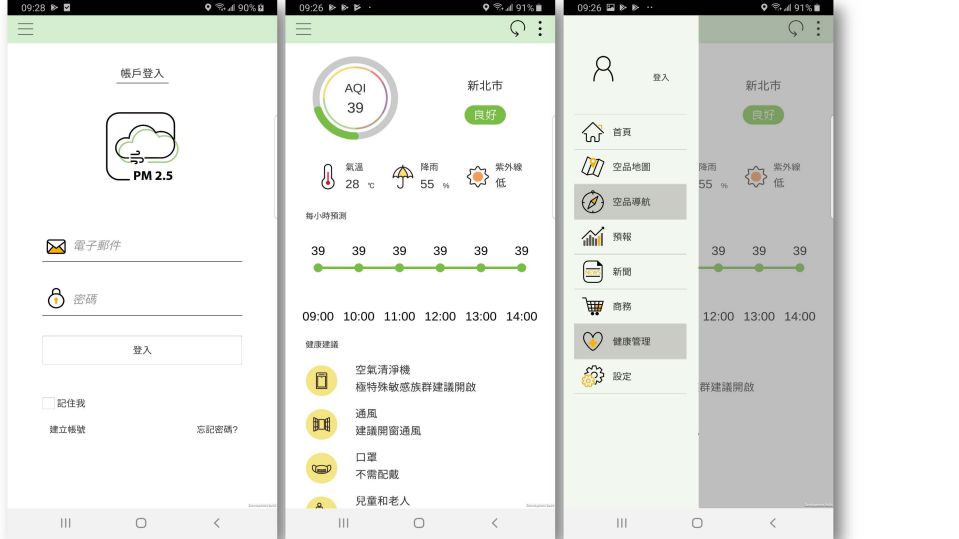 09:28
90%
帳戶登入
PM 2.5
電子郵件
密碼
登入
記住我
建立帳號
忘記密碼?
09:26
91%
AQI
39
新北市
良好
氣溫
28 ℃
降雨
55 %
紫外線
低
每小時預測
39 39 39 39 39 39
09:00 10:00 11:00 12:00 13:00 14:00
健康建議
空氣清淨機
極特殊敏感族群建議開啟
通風
建議開窗通風
口罩
不需配戴
兒童和老人
09:26
91%
登入
首頁
空品地圖
空品導航
預報
新聞
商務
健康管理
設定
新北市
良好
降雨
55 %
紫外線
低
39 39 39
12:00 13:00 14:00
群建議開啟